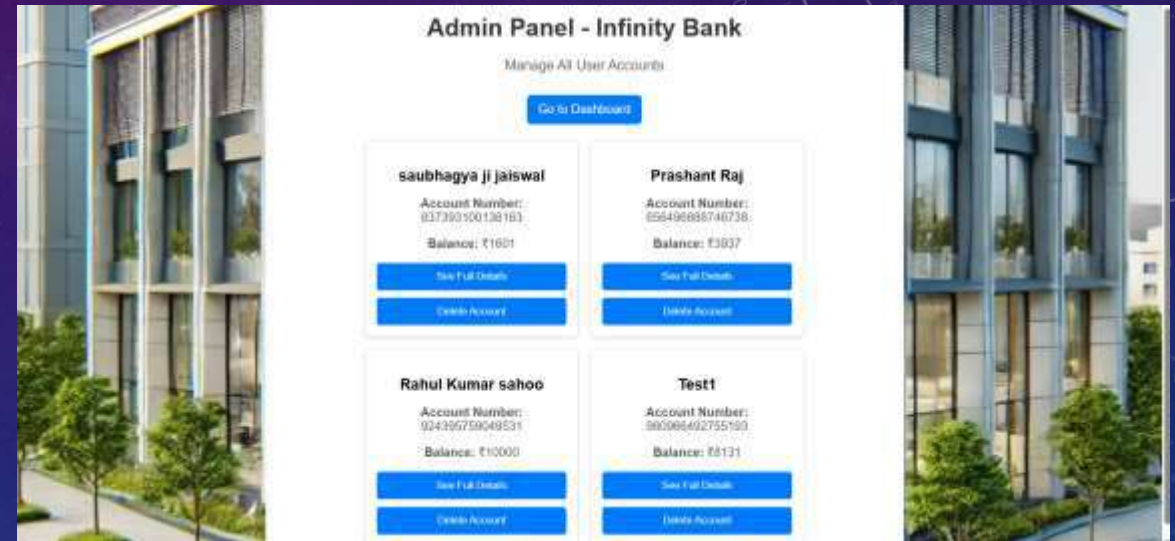 Admin Panel - Infinity Bank
Manage All User Accounts
Go to Dashboard
saubhagya ji jaiswal
Account Number:
Balance: ₹1601
See Full Details
Delete Account
Prashant Raj
Account Number:
Balance: ₹3937
See Full Details
Delete Account
Rahul Kumar sahoo
Account Number:
924395759049531
Balance: ₹10000
See Full Details
Delete Account
Test1
Account Number:
Balance: ₹8131
See Full Details
Delete Account